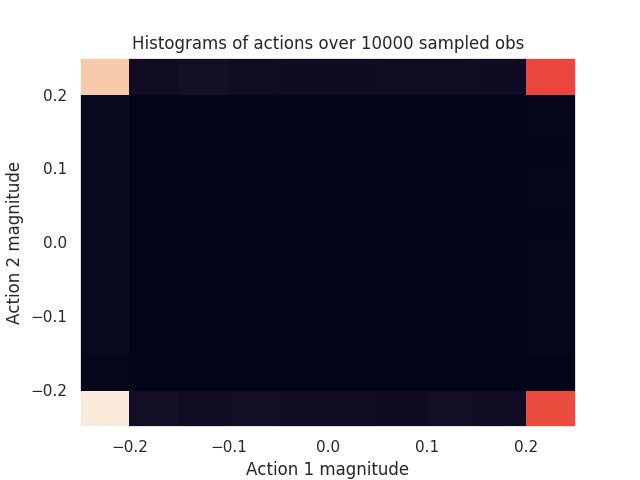 Histograms of actions over 10000 sampled obs
0.2
0.1
0.0
−0.1
−0.2
Action 2 magnitude
−0.2 −0.1 0.0 0.1 0.2
Action 1 magnitude